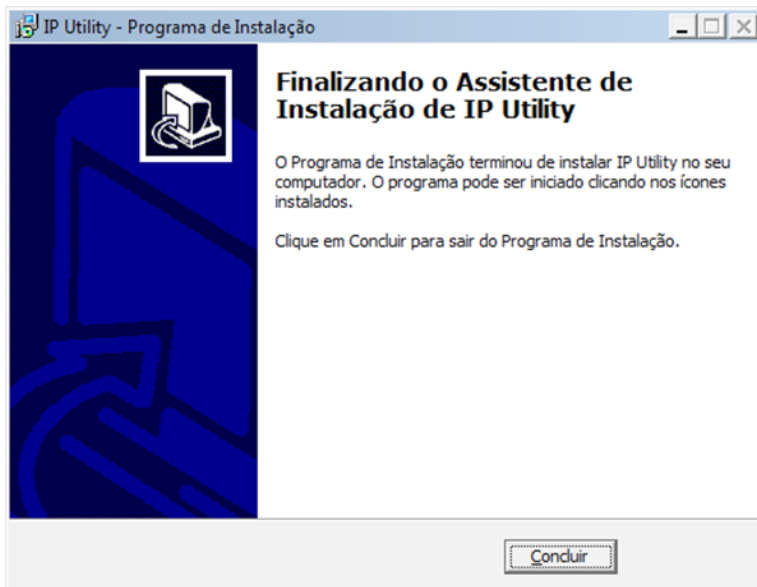 IP Utility - Programa de Instalação
Finalizando o Assistente de
Instalação de IP Utility
O Programa de Instalação terminou de instalar IP Utility no seu
computador. O programa pode ser iniciado clicando nos ícones
instalados.
Clique em Concluir para sair do Programa de Instalação.
Concluir